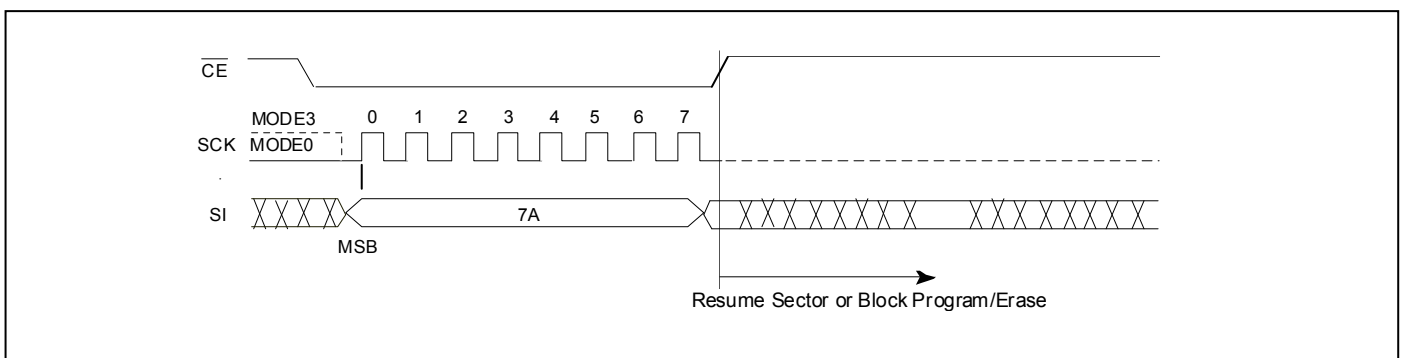 CE
MODE3 0 1 2 3 4 5 6 7
SCK MODE0
SI 7A
MSB
Resume Sector or Block Program/Erase